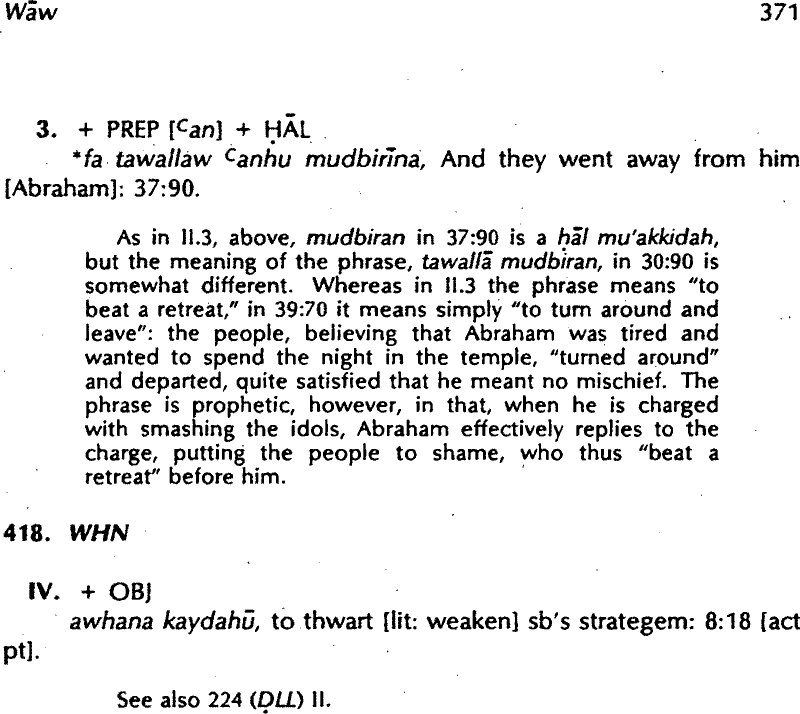 Wāw 371
3. + PREP [ᶜan] + ḤĀL
*fa tawallaw ᶜanhu mudbirīna, And they went away from him
[Abraham]: 37:90.
As in II.3, above, mudbiran in 37:90 is a ḥāl mu'akkidah,
but the meaning of the phrase, tawallā mudbiran, in 30:90 is
somewhat different. Whereas in II.3 the phrase means "to
beat a retreat," in 39:70 it means simply "to turn around and
leave": the people, believing that Abraham was tired and
wanted to spend the night in the temple, "turned around"
and departed, quite satisfied that he meant no mischief. The
phrase is prophetic, however, in that, when he is charged
with smashing the idols, Abraham effectively replies to the
charge, putting the people to shame, who thus "beat a
retreat" before him.
418. WHN
IV. + OBJ
awhana kaydahū, to thwart [lit: weaken] sb's strategem: 8:18 [act
pt].
See also 224 (ḌLL) II.